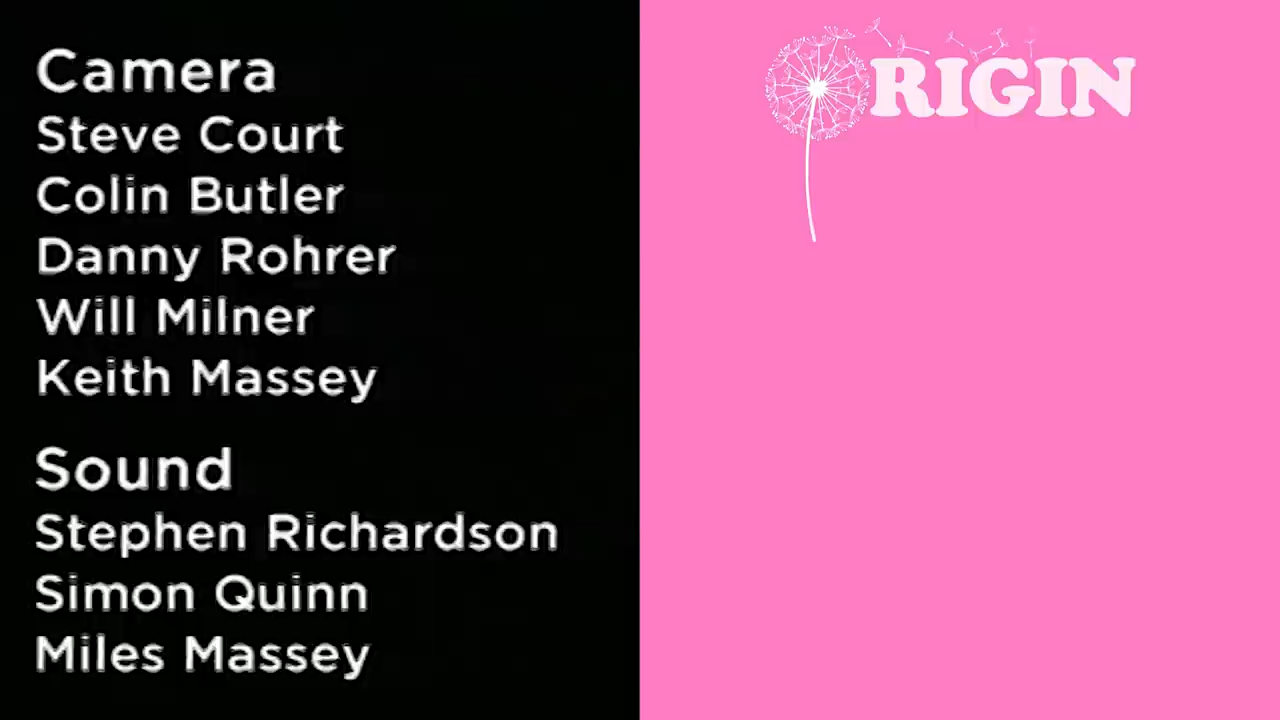 Camera
Steve Court
Colin Butler
Danny Rohrer
Will Milner
Keith Massey
Sound
Stephen Richardson
Simon Quinn
Miles Massey
ORIGIN